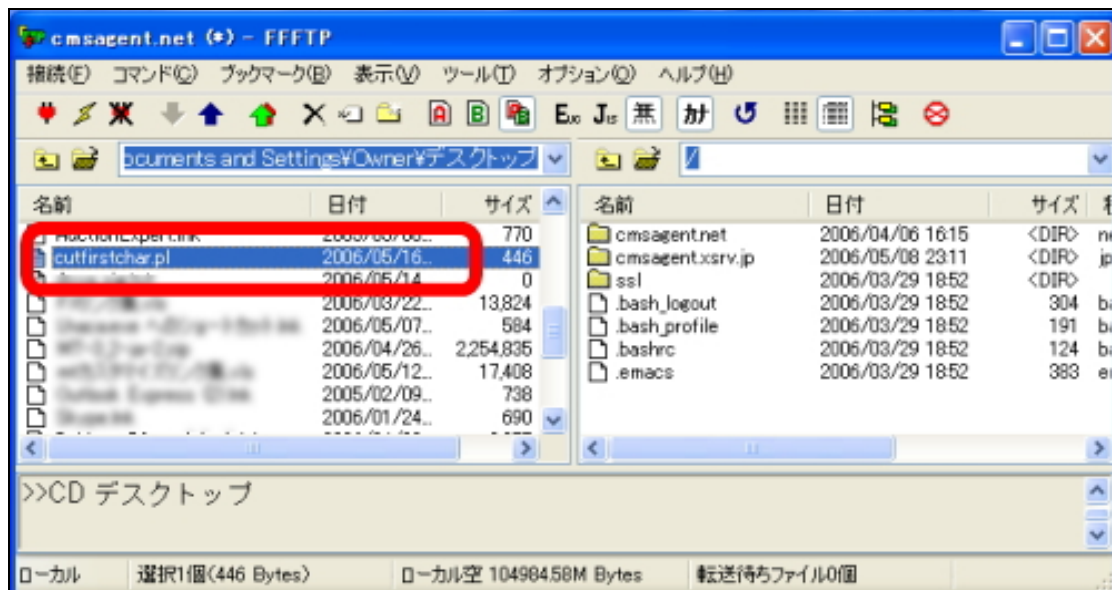 cmsagent.net (*) - FFFTP
接続(F) コマンド(C) ブックマーク(B) 表示(V) ツール(T) オプション(O) ヘルプ(H)
A B Euc JIS 無 カナ
ocuments and Settings¥Owner¥デスクトップ /
名前 日付 サイズ 名前 日付 サイズ
770 cmsagent.net 2006/04/06 16:15 <DIR>
cutfirstchar.pl 2006/05/16... 446 cmsagent.xsrv.jp 2006/05/08 23:11 <DIR>
2006/05/14 0 ssl 2006/03/29 18:52 <DIR>
2006/03/22... 13,824 .bash_logout 2006/03/29 18:52 304
2006/05/07... 584 .bash_profile 2006/03/29 18:52 191
2006/04/26... 2,254,835 .bashrc 2006/03/29 18:52 124
2006/05/12... 17,408 .emacs 2006/03/29 18:52 383
2005/02/09... 738
2006/01/24... 690
>>CD デスクトップ
ローカル 選択1個(446 Bytes) ローカル空 104984.58M Bytes 転送待ちファイル0個